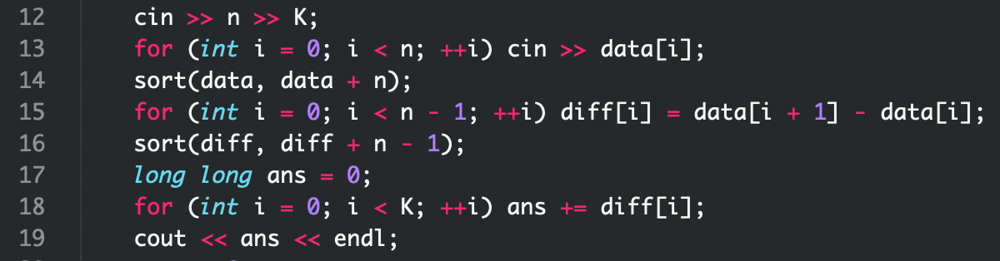 12 cin >> n >> K;
13 for (int i = 0; i < n; ++i) cin >> data[i];
14 sort(data, data + n);
15 for (int i = 0; i < n - 1; ++i) diff[i] = data[i + 1] - data[i];
16 sort(diff, diff + n - 1);
17 long long ans = 0;
18 for (int i = 0; i < K; ++i) ans += diff[i];
19 cout << ans << endl;